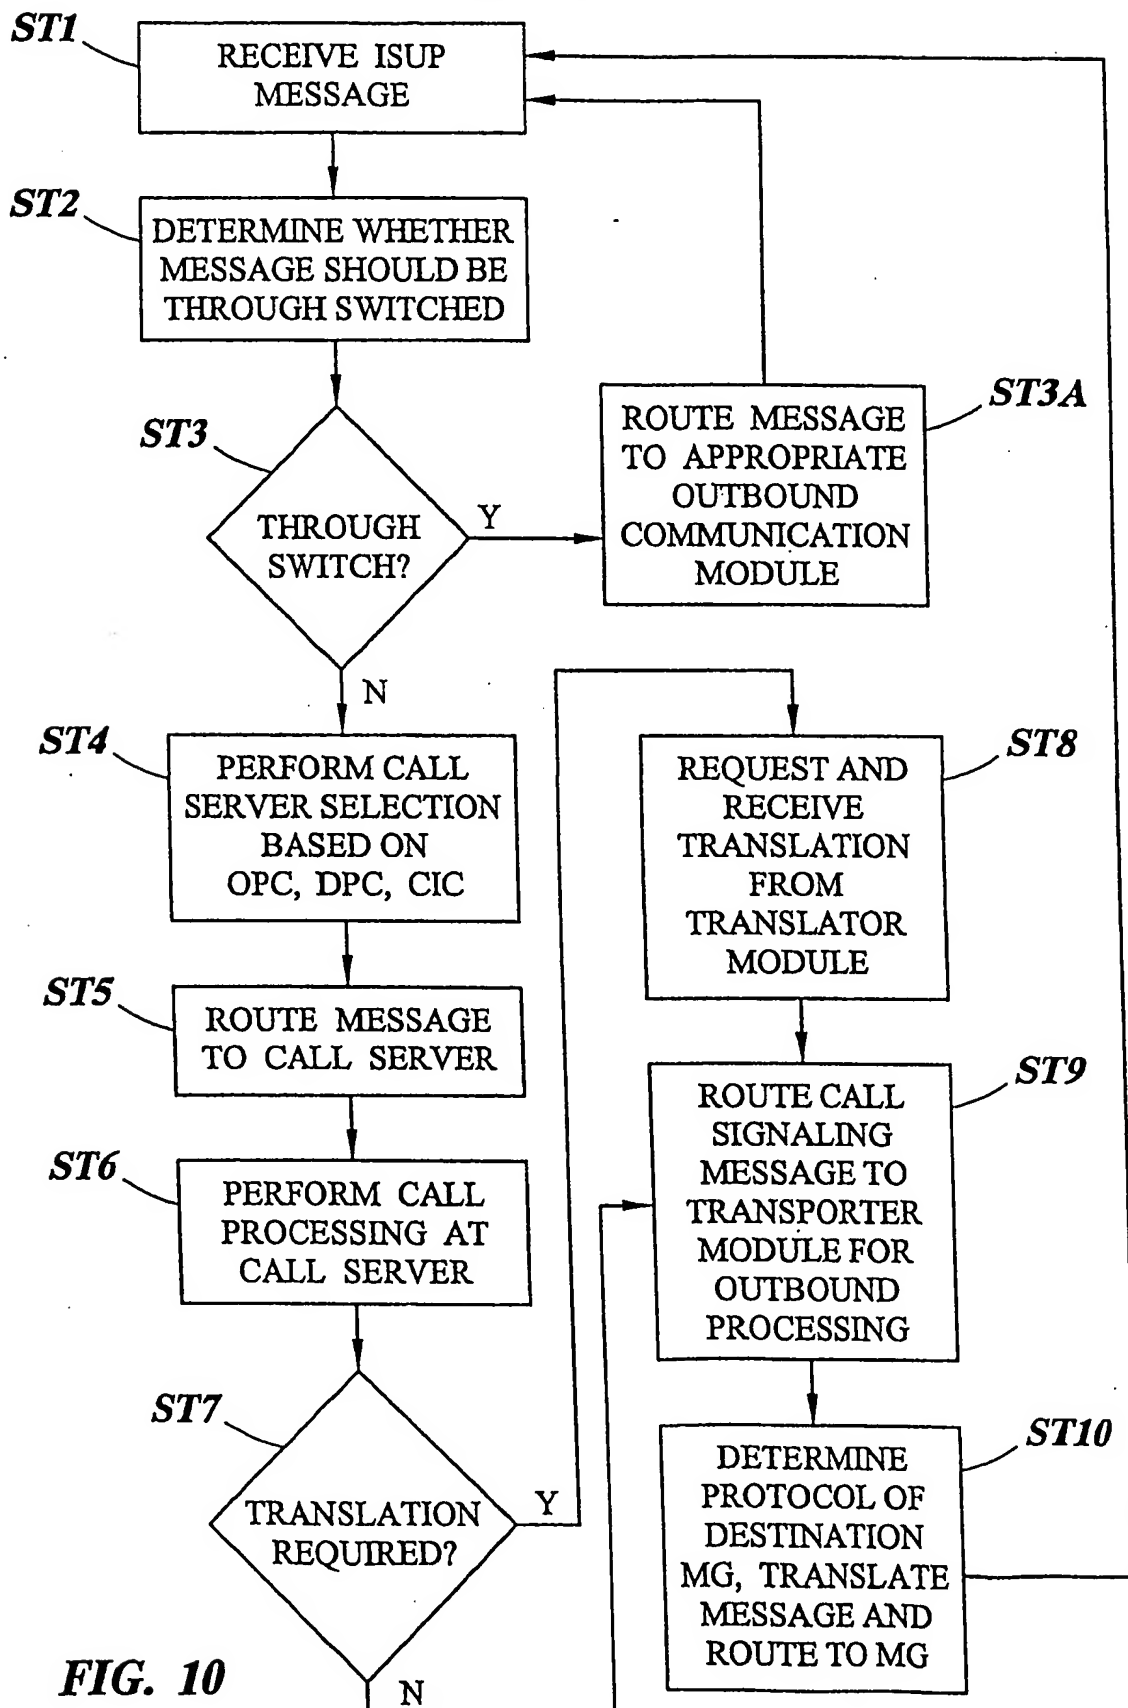 ST1
RECEIVE ISUP
MESSAGE
ST2
DETERMINE WHETHER
MESSAGE SHOULD BE
THROUGH SWITCHED
ST3
THROUGH
SWITCH?
Y
N
ST3A
ROUTE MESSAGE
TO APPROPRIATE
OUTBOUND
COMMUNICATION
MODULE
ST4
PERFORM CALL
SERVER SELECTION
BASED ON
OPC, DPC, CIC
ST5
ROUTE MESSAGE
TO CALL SERVER
ST6
PERFORM CALL
PROCESSING AT
CALL SERVER
ST7
TRANSLATION
REQUIRED?
Y
N
ST8
REQUEST AND
RECEIVE
TRANSLATION
FROM
TRANSLATOR
MODULE
ST9
ROUTE CALL
SIGNALING
MESSAGE TO
TRANSPORTER
MODULE FOR
OUTBOUND
PROCESSING
ST10
DETERMINE
PROTOCOL OF
DESTINATION
MG, TRANSLATE
MESSAGE AND
ROUTE TO MG
FIG. 10